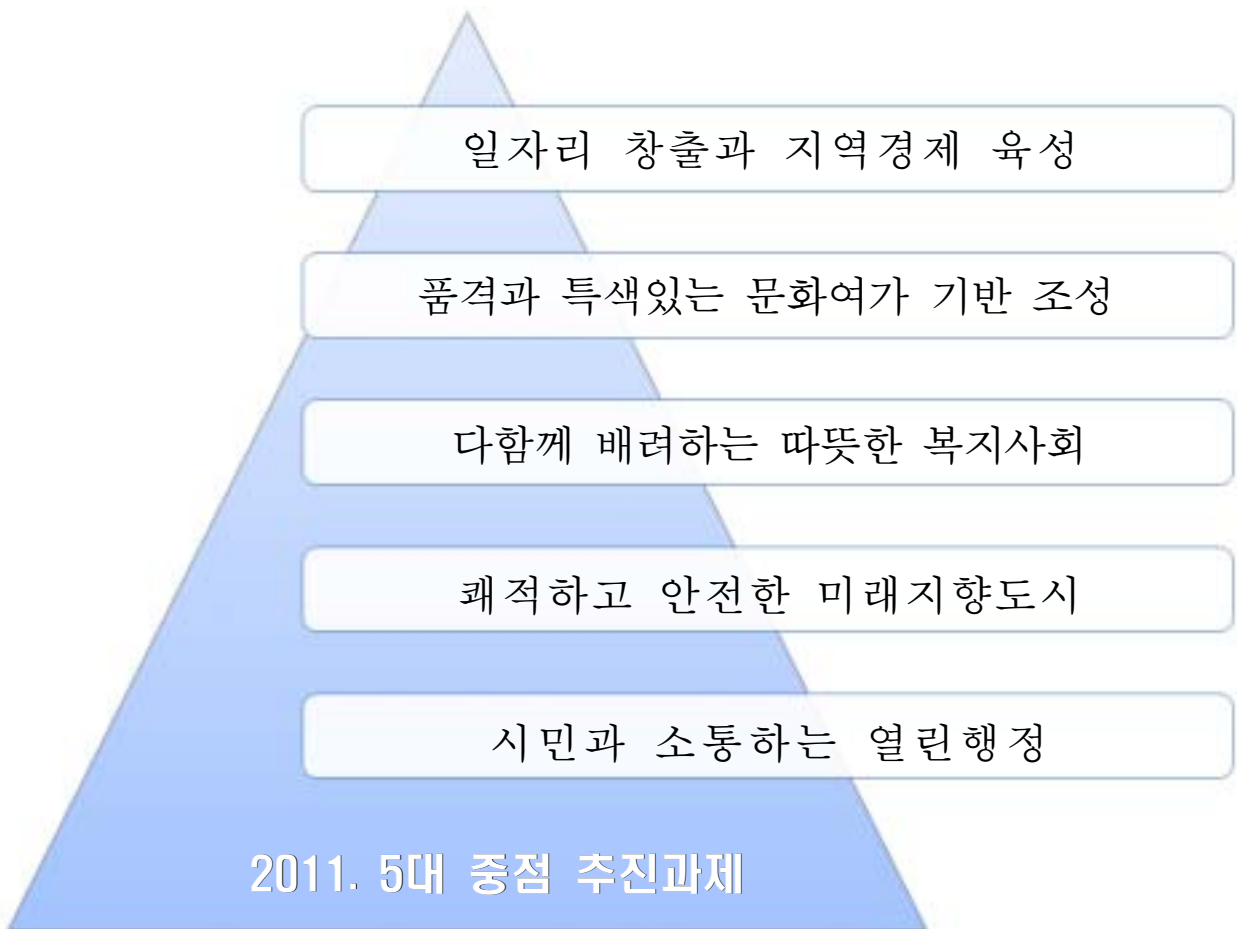 일자리 창출과 지역경제 육성
품격과 특색있는 문화여가 기반 조성
다함께 배려하는 따뜻한 복지사회
쾌적하고 안전한 미래지향도시
시민과 소통하는 열린행정
2011. 5대 중점 추진과제